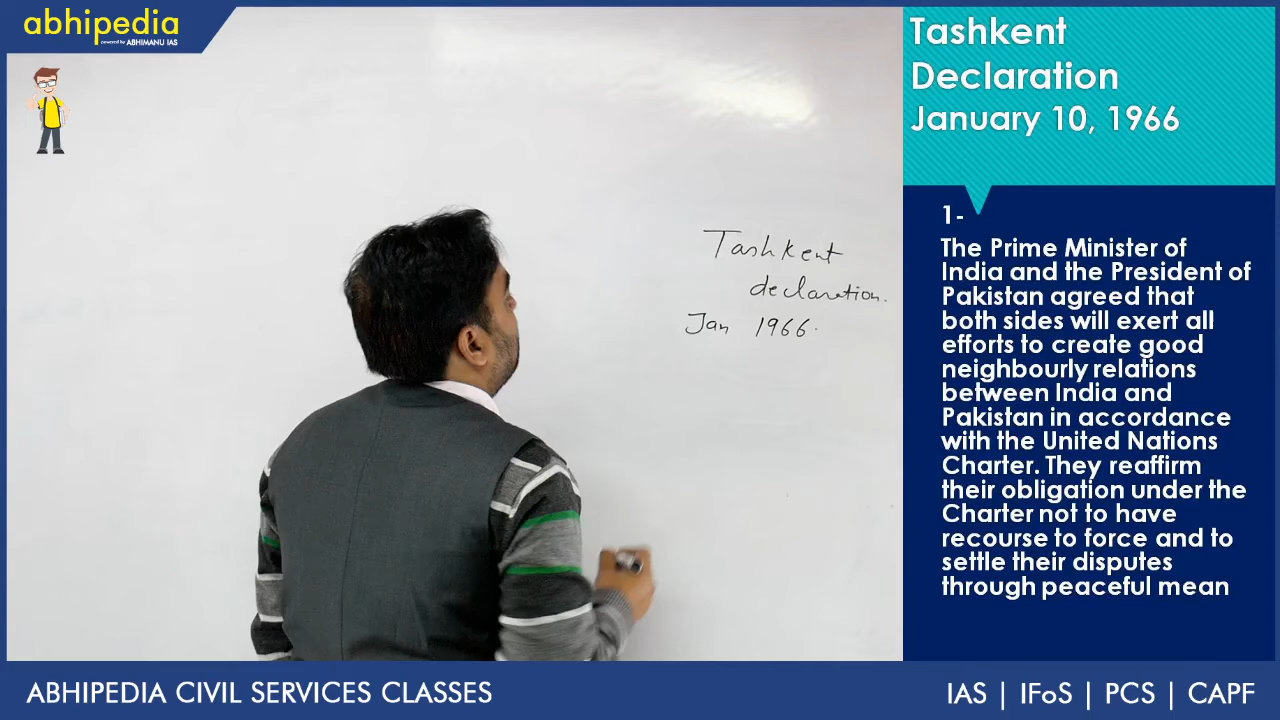 abhipedia
powered by ABHIMANU IAS
Tashkent
declaration.
Jan 1966.
Tashkent
Declaration
January 10, 1966
1-
The Prime Minister of
India and the President of
Pakistan agreed that
both sides will exert all
efforts to create good
neighbourly relations
between India and
Pakistan in accordance
with the United Nations
Charter. They reaffirm
their obligation under the
Charter not to have
recourse to force and to
settle their disputes
through peaceful mean
ABHIPEDIA CIVIL SERVICES CLASSES
IAS | IFoS | PCS | CAPF